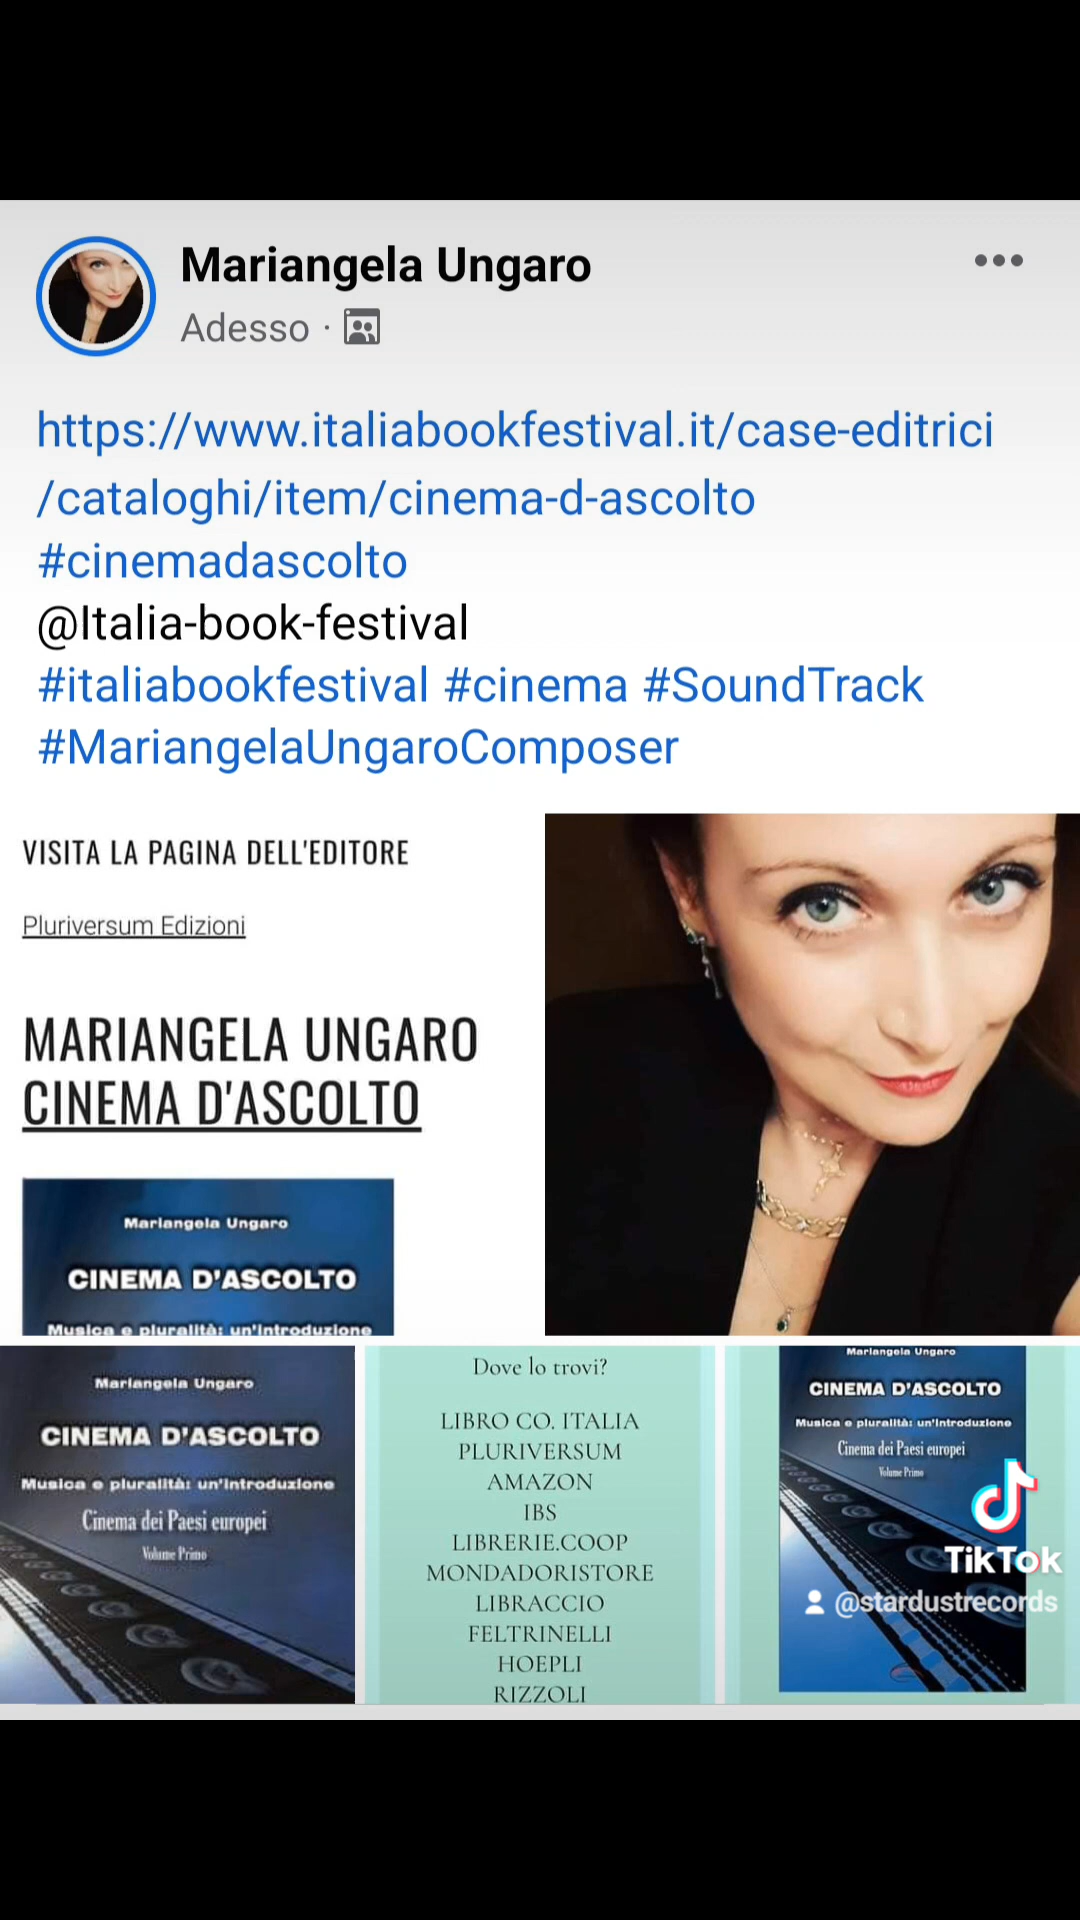 Mariangela Ungaro
Adesso ·
https://www.italiabookfestival.it/case-editrici
/cataloghi/item/cinema-d-ascolto
#cinemadascolto
@Italia-book-festival
#italiabookfestival #cinema #SoundTrack
#MariangelaUngaroComposer
VISITA LA PAGINA DELL'EDITORE
Pluriversum Edizioni
MARIANGELA UNGARO
CINEMA D'ASCOLTO
Mariangela Ungaro
CINEMA D'ASCOLTO
Musica e pluralità: un'introduzione
Mariangela Ungaro
CINEMA D'ASCOLTO
Musica e pluralità: un'introduzione
Cinema dei Paesi europei
Volume Primo
Dove lo trovi?
LIBRO CO. ITALIA
PLURIVERSUM
AMAZON
IBS
LIBRERIE.COOP
MONDADORISTORE
LIBRACCIO
FELTRINELLI
HOEPLI
RIZZOLI
Mariangela Ungaro
CINEMA D'ASCOLTO
Musica e pluralità: un'introduzione
Cinema dei Paesi europei
Volume Primo
TikTok
@stardustrecords